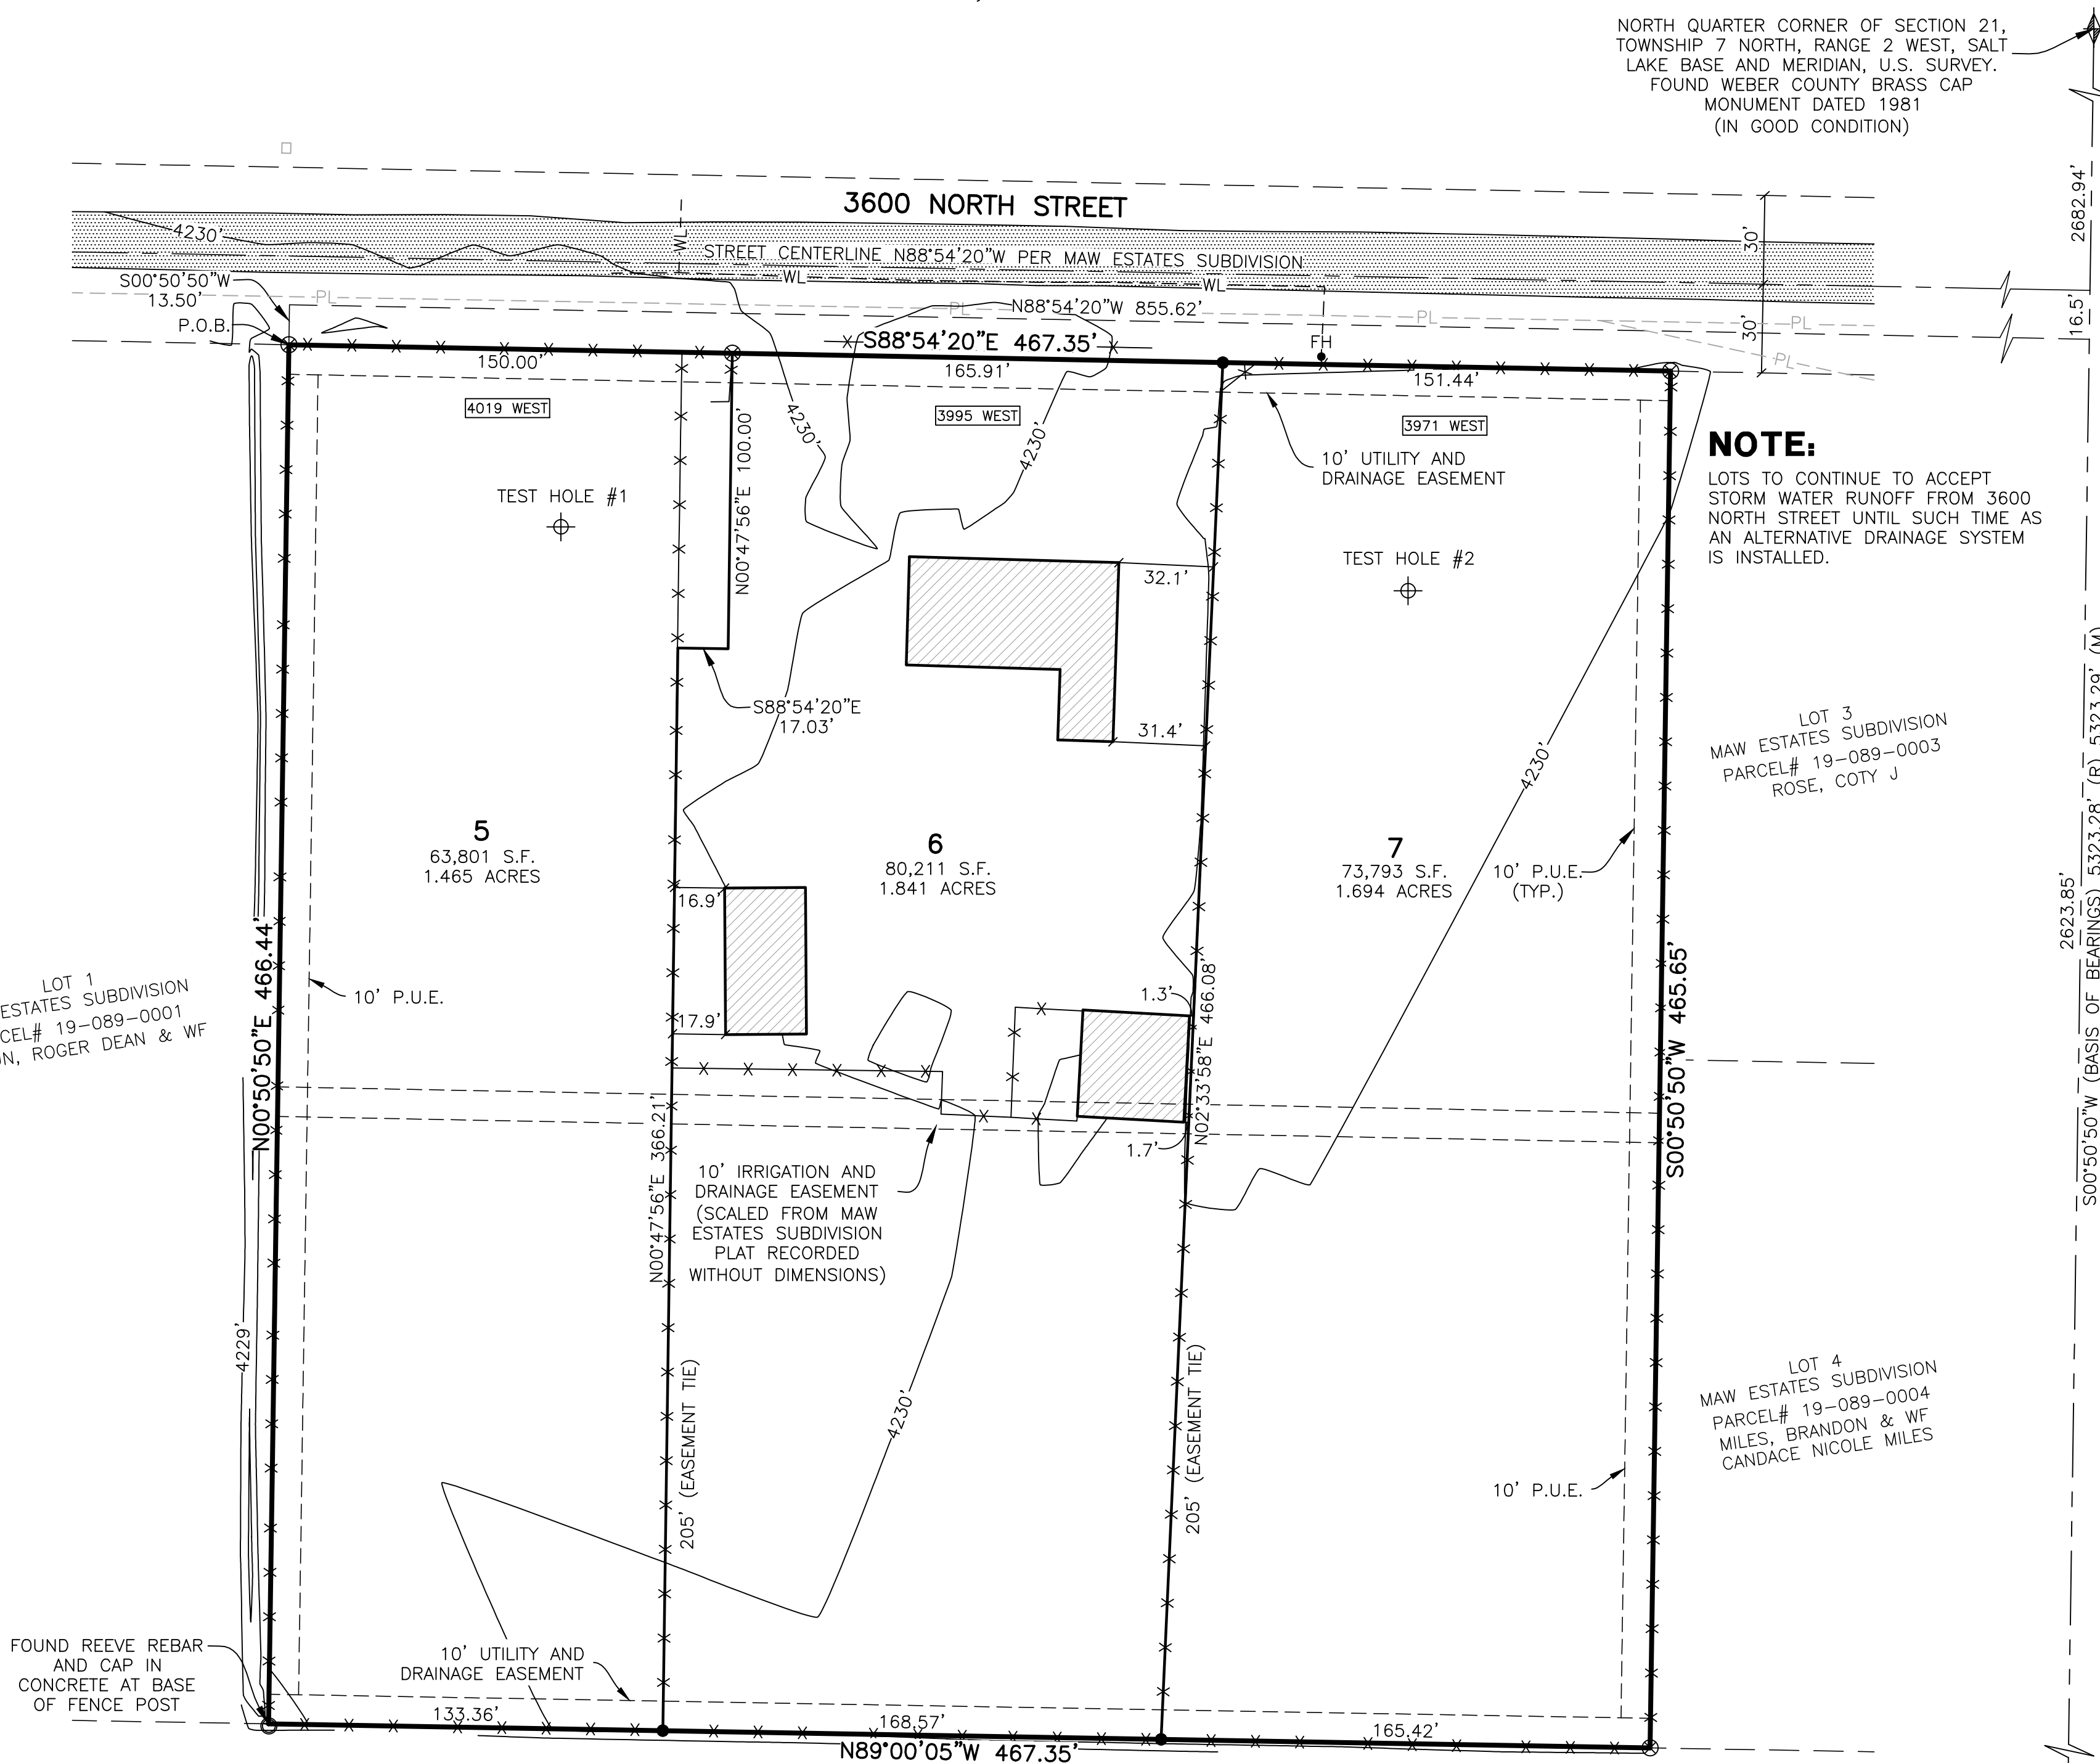 NORTH QUARTER CORNER OF SECTION 21,
TOWNSHIP 7 NORTH, RANGE 2 WEST, SALT
LAKE BASE AND MERIDIAN, U.S. SURVEY.
FOUND WEBER COUNTY BRASS CAP
MONUMENT DATED 1981
(IN GOOD CONDITION)
2682.94'
3600 NORTH STREET
4230'
WL
STREET CENTERLINE N88°54'20"W PER MAW ESTATES SUBDIVISION
30'
S00°50'50"W
13.50'
WL
WL
PL
PL
N88°54'20"W 855.62'
PL
PL
16.5'
P.O.B.
S88°54'20"E 467.35'
FH
30'
PL
150.00'
165.91'
151.44'
4019 WEST
3995 WEST
3971 WEST
N00°47'56"E 100.00'
4230'
4230'
10' UTILITY AND
DRAINAGE EASEMENT
NOTE:
LOTS TO CONTINUE TO ACCEPT
STORM WATER RUNOFF FROM 3600
NORTH STREET UNTIL SUCH TIME AS
AN ALTERNATIVE DRAINAGE SYSTEM
IS INSTALLED.
TEST HOLE #1
TEST HOLE #2
32.1'
S88°54'20"E
17.03'
31.4'
4230'
LOT 3
MAW ESTATES SUBDIVISION
PARCEL# 19-089-0003
ROSE, COTY J
5
63,801 S.F.
1.465 ACRES
6
80,211 S.F.
1.841 ACRES
7
73,793 S.F.
1.694 ACRES
10' P.U.E.
(TYP.)
16.9'
2623.85'
S00°50'50"W (BASIS OF BEARINGS) 5323.28' (R) 5323.29' (M)
N00°50'50"E 466.44'
LOT 1
ESTATES SUBDIVISION
CEL# 19-089-0001
N, ROGER DEAN & WF
10' P.U.E.
17.9'
1.3'
N02°33'58"E 466.08'
S00°50'50"W 465.65'
1.7'
N00°47'56"E 366.21'
10' IRRIGATION AND
DRAINAGE EASEMENT
(SCALED FROM MAW
ESTATES SUBDIVISION
PLAT RECORDED
WITHOUT DIMENSIONS)
4229'
205' (EASEMENT TIE)
4230'
205' (EASEMENT TIE)
LOT 4
MAW ESTATES SUBDIVISION
PARCEL# 19-089-0004
MILES, BRANDON & WF
CANDACE NICOLE MILES
10' P.U.E.
FOUND REEVE REBAR
AND CAP IN
CONCRETE AT BASE
OF FENCE POST
10' UTILITY AND
DRAINAGE EASEMENT
133.36'
168.57'
165.42'
N89°00'05"W 467.35'